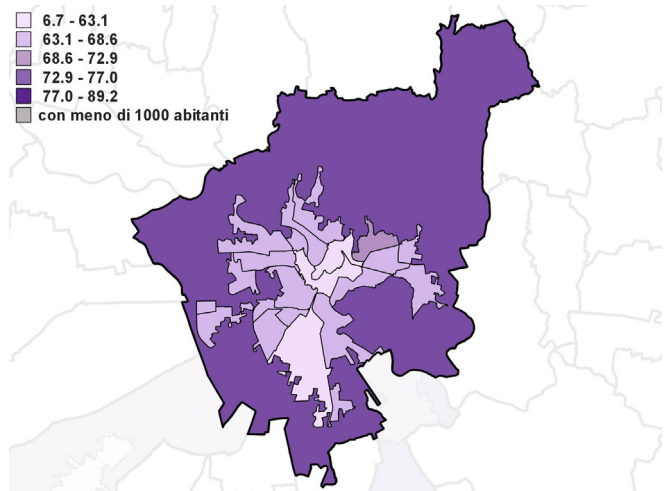 6.7 - 63.1
63.1 - 68.6
68.6 - 72.9
72.9 - 77.0
77.0 - 89.2
con meno di 1000 abitanti